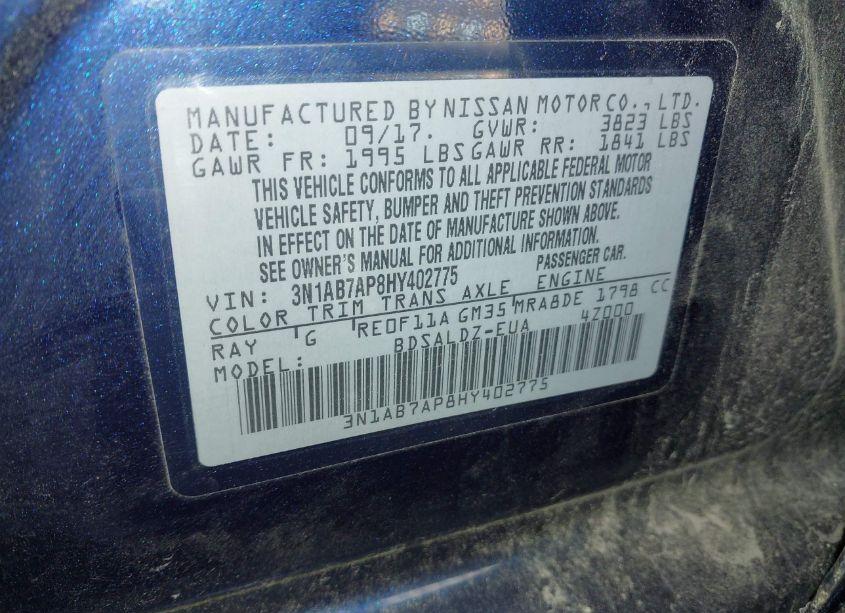 MANUFACTURED BY NISSAN MOTOR CO., LTD.
DATE: 09/17. GVWR: 3823 LBS
GAWR FR: 1995 LBS GAWR RR: 1841 LBS
THIS VEHICLE CONFORMS TO ALL APPLICABLE FEDERAL MOTOR
VEHICLE SAFETY, BUMPER AND THEFT PREVENTION STANDARDS
IN EFFECT ON THE DATE OF MANUFACTURE SHOWN ABOVE.
SEE OWNER'S MANUAL FOR ADDITIONAL INFORMATION.
VIN: 3N1AB7AP8HY402775 PASSENGER CAR.
COLOR TRIM TRANS AXLE ENGINE
RAY G RE0F11A GM35 MRA8DE 1798 CC
MODEL: BDSALDZ-EUA 4Z000
3N1AB7AP8HY402775